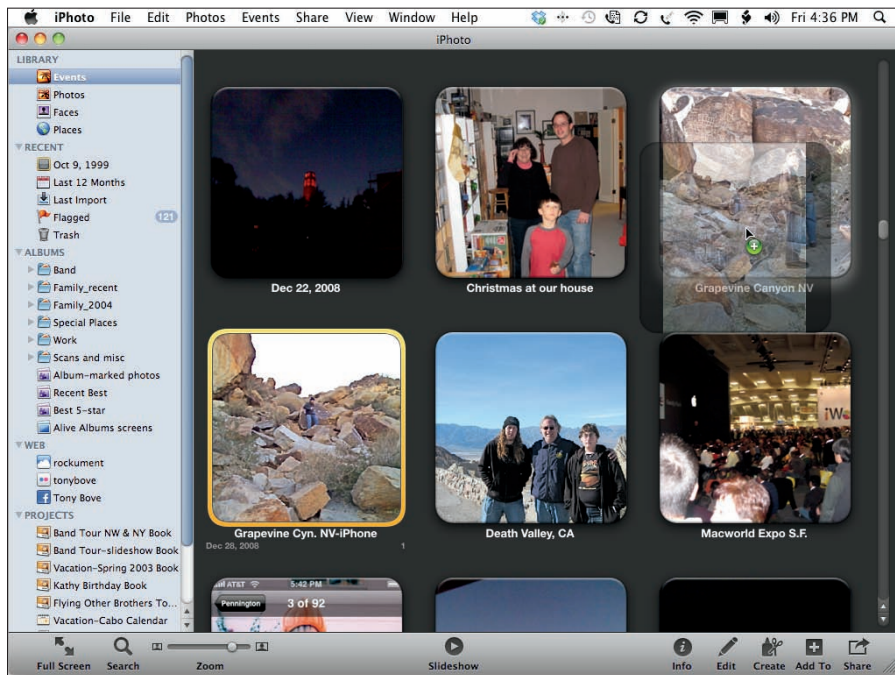 iPhoto File Edit Photos Events Share View Window Help Fri 4:36 PM
iPhoto
LIBRARY
Events
Photos
Faces
Places
RECENT
Oct 9, 1999
Last 12 Months
Last Import
Flagged 121
Trash
ALBUMS
Band
Family_recent
Family_2004
Special Places
Work
Scans and misc
Album-marked photos
Recent Best
Best 5-star
Alive Albums screens
WEB
rockument
tonybove
Tony Bove
PROJECTS
Band Tour NW & NY Book
Band Tour-slideshow Book
Vacation-Spring 2003 Book
Kathy Birthday Book
Flying Other Brothers To...
Vacation-Cabo Calendar
Dec 22, 2008
Christmas at our house
Grapevine Canyon NV
iWo
Grapevine Cyn. NV-iPhone
Dec 28, 2008 1
Death Valley, CA
Macworld Expo S.F.
AT&T 5:42 PM
Pennington 3 of 92
Full Screen Search Zoom Slideshow Info Edit Create Add To Share